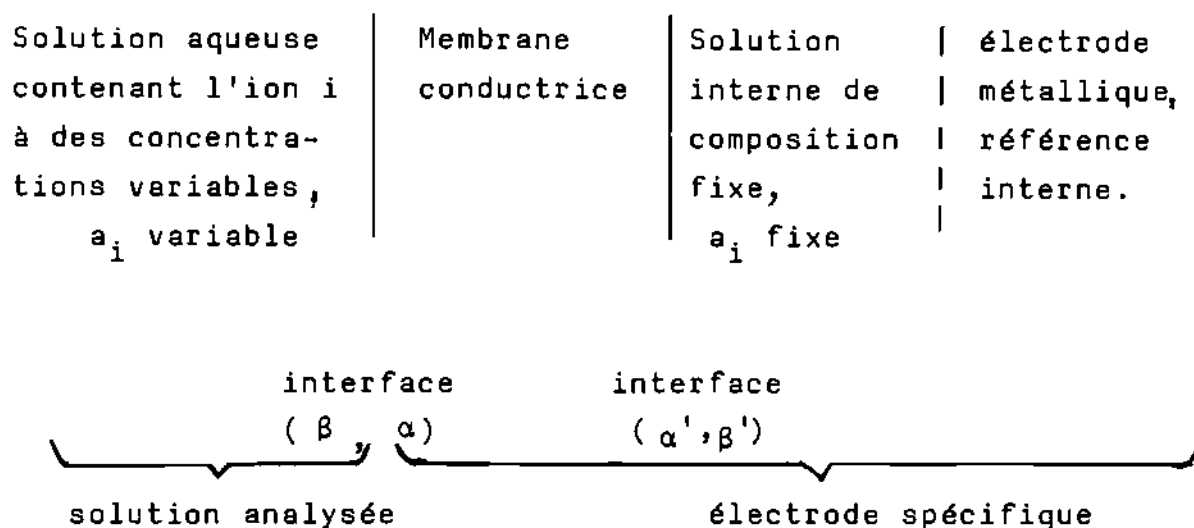 Solution aqueuse
contenant l'ion i
à des concentra-
tions variables,
a_i variable
Membrane
conductrice
Solution
interne de
composition
fixe,
a_i fixe
électrode
métallique,
référence
interne.
interface
( β , α)
interface
( α',β')
solution analysée
électrode spécifique